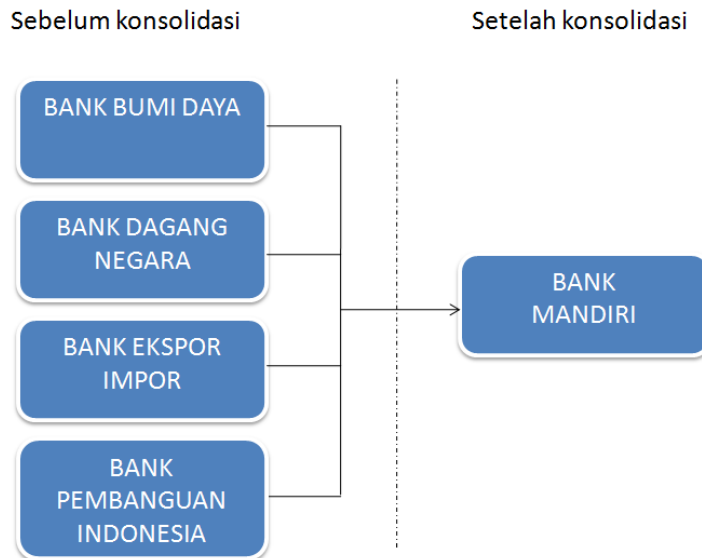 Sebelum konsolidasi
Setelah konsolidasi
BANK BUMI DAYA
BANK DAGANG
NEGARA
BANK EKSPOR
IMPOR
BANK
PEMBANGUAN
INDONESIA
BANK
MANDIRI